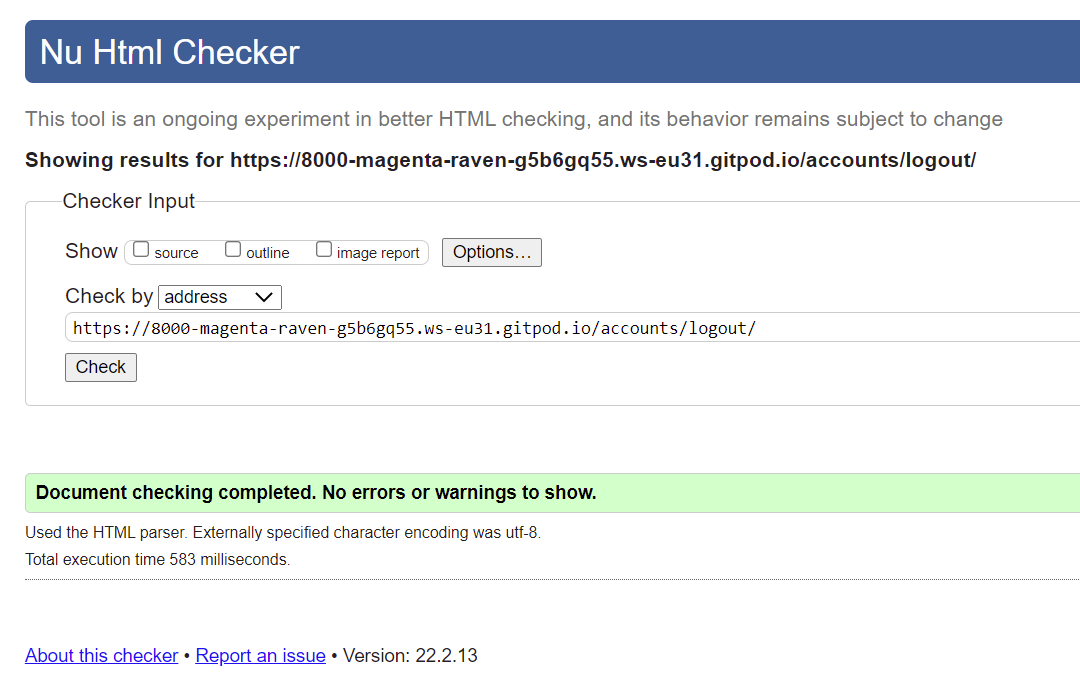 Nu Html Checker
This tool is an ongoing experiment in better HTML checking, and its behavior remains subject to change
Showing results for https://8000-magenta-raven-g5b6gq55.ws-eu31.gitpod.io/accounts/logout/
Checker Input
Show source outline image report Options...
Check by address
https://8000-magenta-raven-g5b6gq55.ws-eu31.gitpod.io/accounts/logout/
Check
Document checking completed. No errors or warnings to show.
Used the HTML parser. Externally specified character encoding was utf-8.
Total execution time 583 milliseconds.
About this checker • Report an issue • Version: 22.2.13